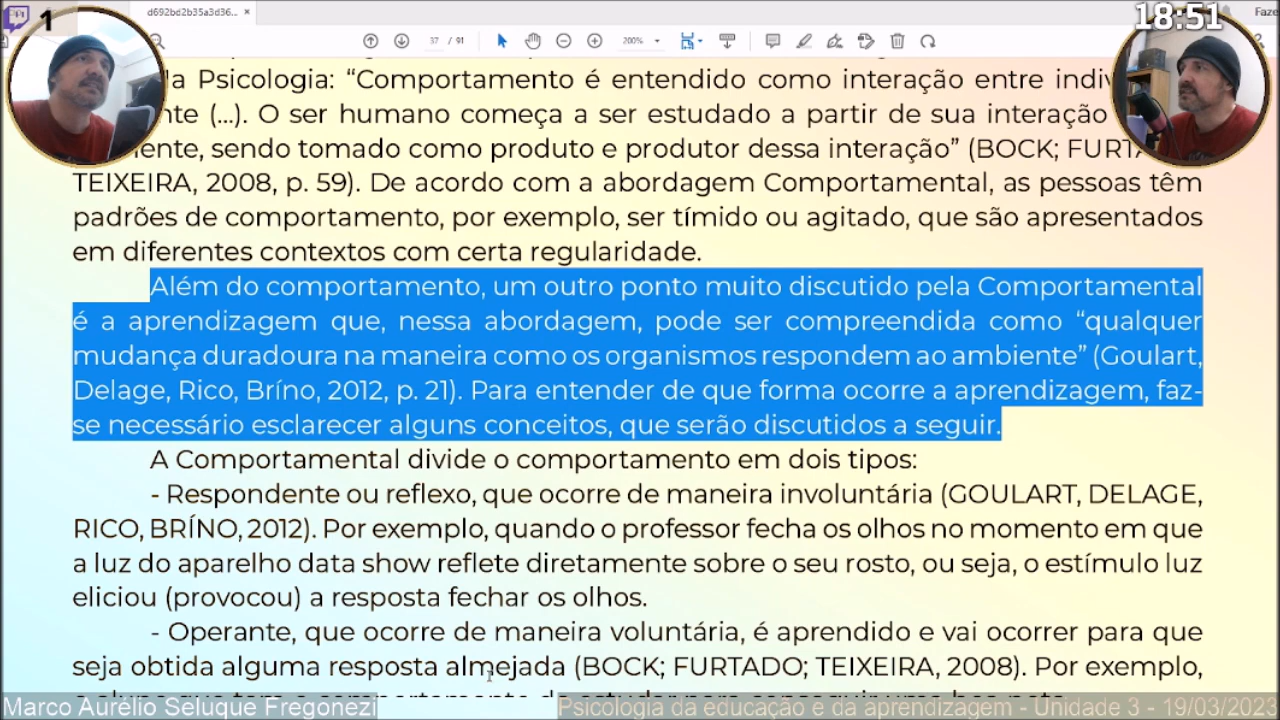 1
d692bd2b35a3d36...
×
18:51
Faze
37 / 91
200%
da Psicologia: “Comportamento é entendido como interação entre
(...). O ser humano começa a ser estudado a partir de sua interação
sendo tomado como produto e produtor dessa interação” (BOCK;
TEIXEIRA, 2008, p. 59). De acordo com a abordagem Comportamental, as pessoas têm
padrões de comportamento, por exemplo, ser tímido ou agitado, que são apresentados
em diferentes contextos com certa regularidade.
Além do comportamento, um outro ponto muito discutido pela Comportamental
é a aprendizagem que, nessa abordagem, pode ser compreendida como “qualquer
mudança duradoura na maneira como os organismos respondem ao ambiente” (Goulart,
Delage, Rico, Bríno, 2012, p. 21). Para entender de que forma ocorre a aprendizagem, faz-
se necessário esclarecer alguns conceitos, que serão discutidos a seguir.
A Comportamental divide o comportamento em dois tipos:
- Respondente ou reflexo, que ocorre de maneira involuntária (GOULART, DELAGE,
RICO, BRÍNO, 2012). Por exemplo, quando o professor fecha os olhos no momento em que
a luz do aparelho data show reflete diretamente sobre o seu rosto, ou seja, o estímulo luz
eliciou (provocou) a resposta fechar os olhos.
- Operante, que ocorre de maneira voluntária, é aprendido e vai ocorrer para que
seja obtida alguma resposta almejada (BOCK; FURTADO; TEIXEIRA, 2008). Por exemplo,
Marco Aurélio Seluque Fregonezi
Psicologia da educação e da aprendizagem - Unidade 3 - 19/03/2023